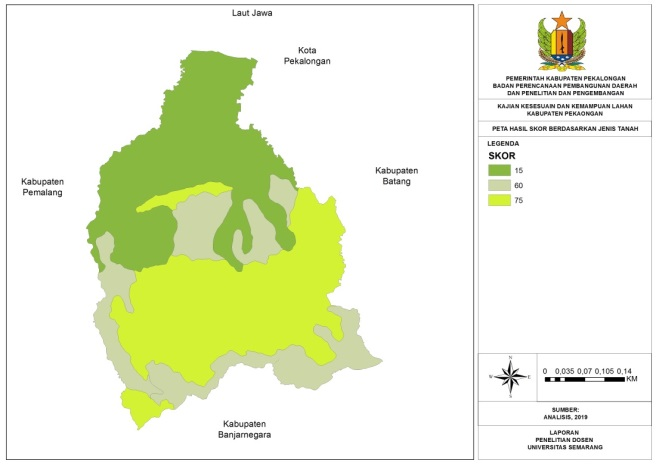 Laut Jawa
Kota
Pekalongan
Kabupaten
Pemalang
Kabupaten
Batang
Kabupaten
Banjarnegara
PEMERINTAH KABUPATEN PEKALONGAN
BADAN PERENCANAAN PEMBANGUNAN DAERAH
DAN PENELITIAN DAN PENGEMBANGAN
KAJIAN KESESUIAN DAN KEMAMPUAN LAHAN
KABUPATEN PEKAONGAN
PETA HASIL SKOR BERDASARKAN JENIS TANAH
LEGENDA
SKOR
15
60
75
N
W E
S
0 0,035 0,07 0,105 0,14
KM
SUMBER:
ANALISIS, 2019
LAPORAN
PENELITIAN DOSEN
UNIVERSITAS SEMARANG